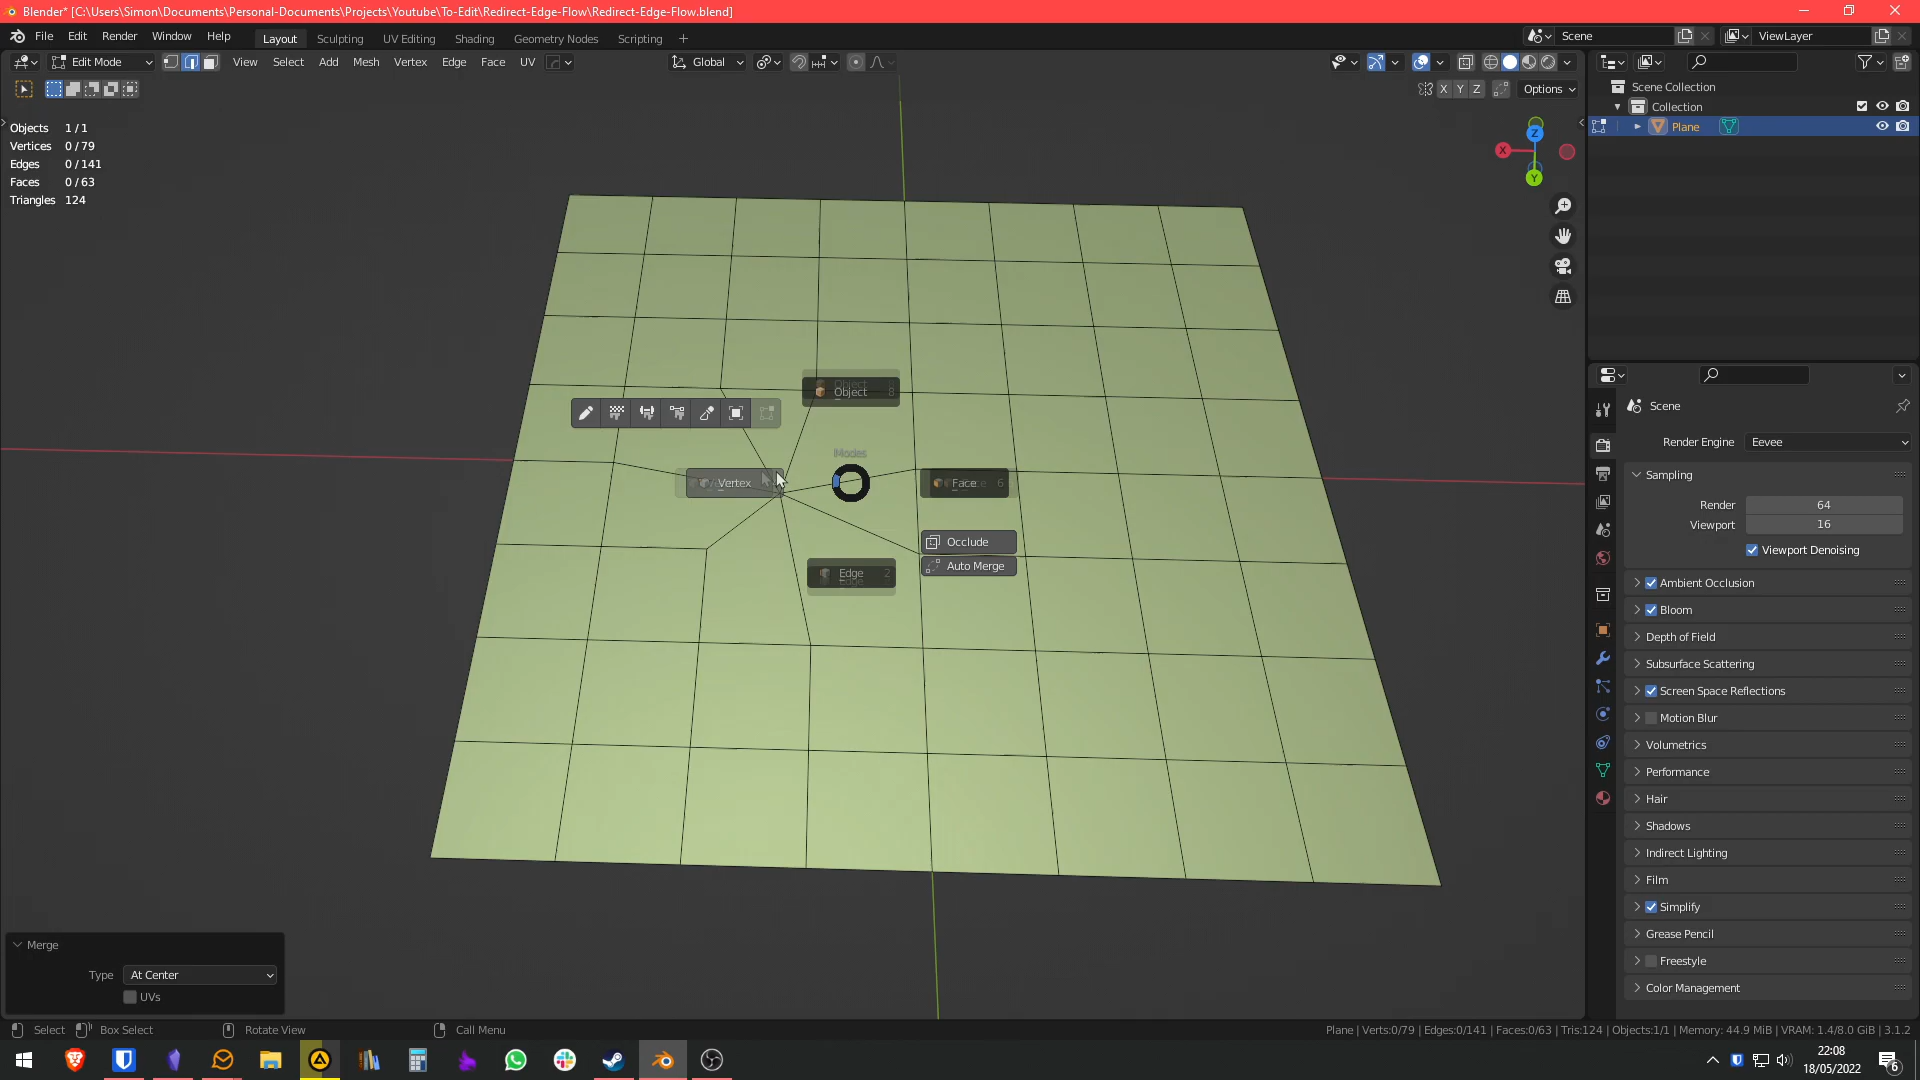 Blender* [C:\Users\Simon\Documents\Personal-Documents\Projects\Youtube\To-Edit\Redirect-Edge-Flow\Redirect-Edge-Flow.blend]
File Edit Render Window Help Layout Sculpting UV Editing Shading Geometry Nodes Scripting + Scene ViewLayer
Edit Mode View Select Add Mesh Vertex Edge Face UV Global
X Y Z Options
Objects 1 / 1
Vertices 0 / 79
Edges 0 / 141
Faces 0 / 63
Triangles 124
Z
X
Y
Object 8
Modes
Vertex
Face 6
Occlude
Auto Merge
Edge 2
Merge
Type At Center
UVs
Scene Collection
Collection
Plane
Scene
Render Engine Eevee
Sampling
Render 64
Viewport 16
Viewport Denoising
Ambient Occlusion
Bloom
Depth of Field
Subsurface Scattering
Screen Space Reflections
Motion Blur
Volumetrics
Performance
Hair
Shadows
Indirect Lighting
Film
Simplify
Grease Pencil
Freestyle
Color Management
Select Box Select Rotate View Call Menu Plane | Verts:0/79 | Edges:0/141 | Faces:0/63 | Tris:124 | Objects:1/1 | Memory: 44.9 MiB | VRAM: 1.4/8.0 GiB | 3.1.2
22:08
18/05/2022
6